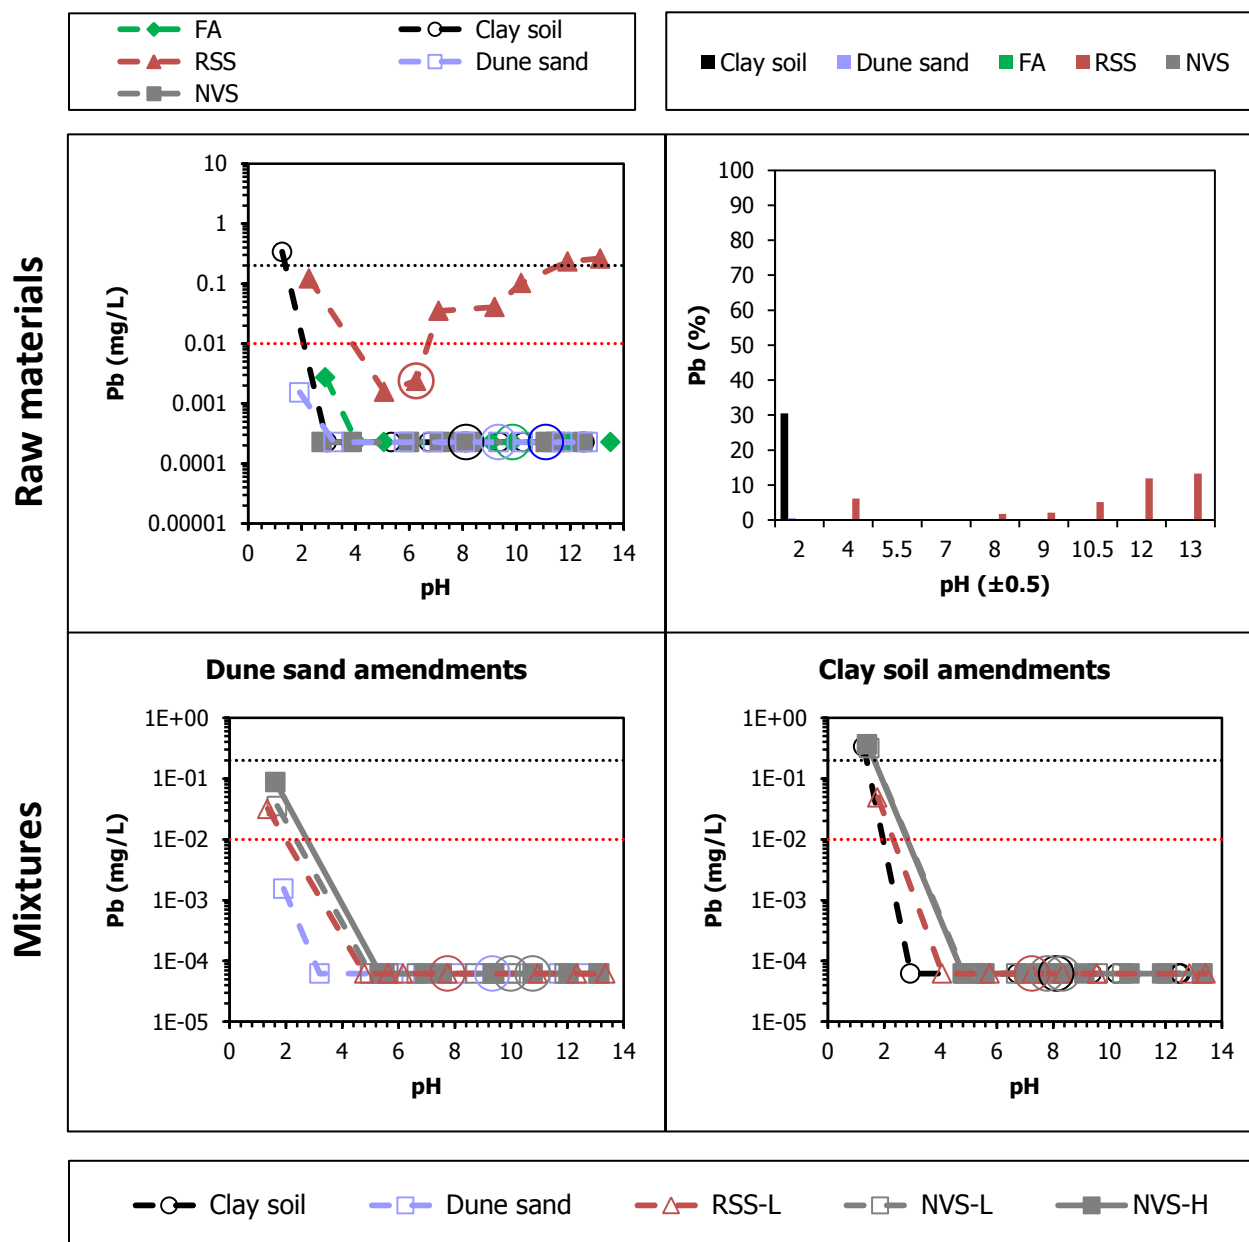 FA Clay soil
RSS Dune sand
NVS
Clay soil Dune sand FA RSS NVS
Raw materials
10
1
0.1
0.01
0.001
0.0001
0.00001
Pb (mg/L)
0 2 4 6 8 10 12 14
pH
100
90
80
70
60
50
40
30
20
10
0
Pb (%)
2 4 5.5 7 8 9 10.5 12 13
pH (±0.5)
Mixtures
Dune sand amendments
1E+00
1E-01
1E-02
1E-03
1E-04
1E-05
Pb (mg/L)
0 2 4 6 8 10 12 14
pH
Clay soil amendments
1E+00
1E-01
1E-02
1E-03
1E-04
1E-05
Pb (mg/L)
0 2 4 6 8 10 12 14
pH
Clay soil Dune sand RSS-L NVS-L NVS-H